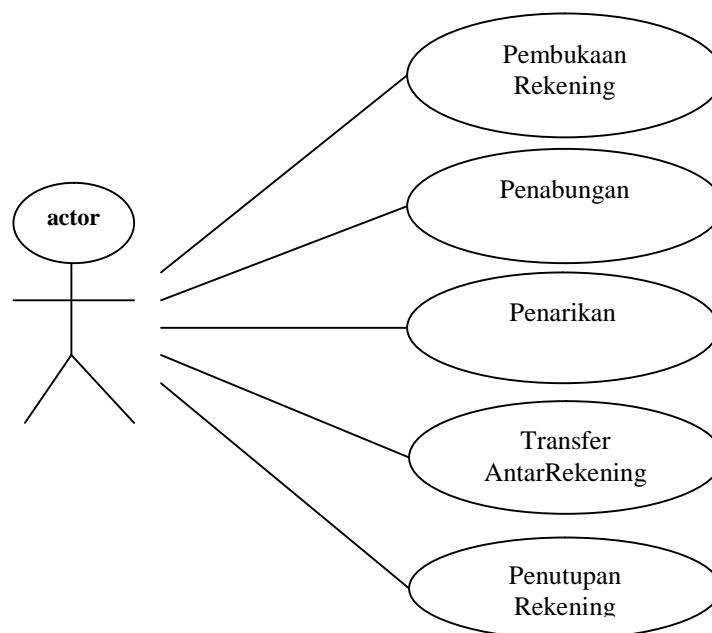 Pembukaan
Rekening
actor
Penabungan
Penarikan
Transfer
AntarRekening
Penutupan
Rekening